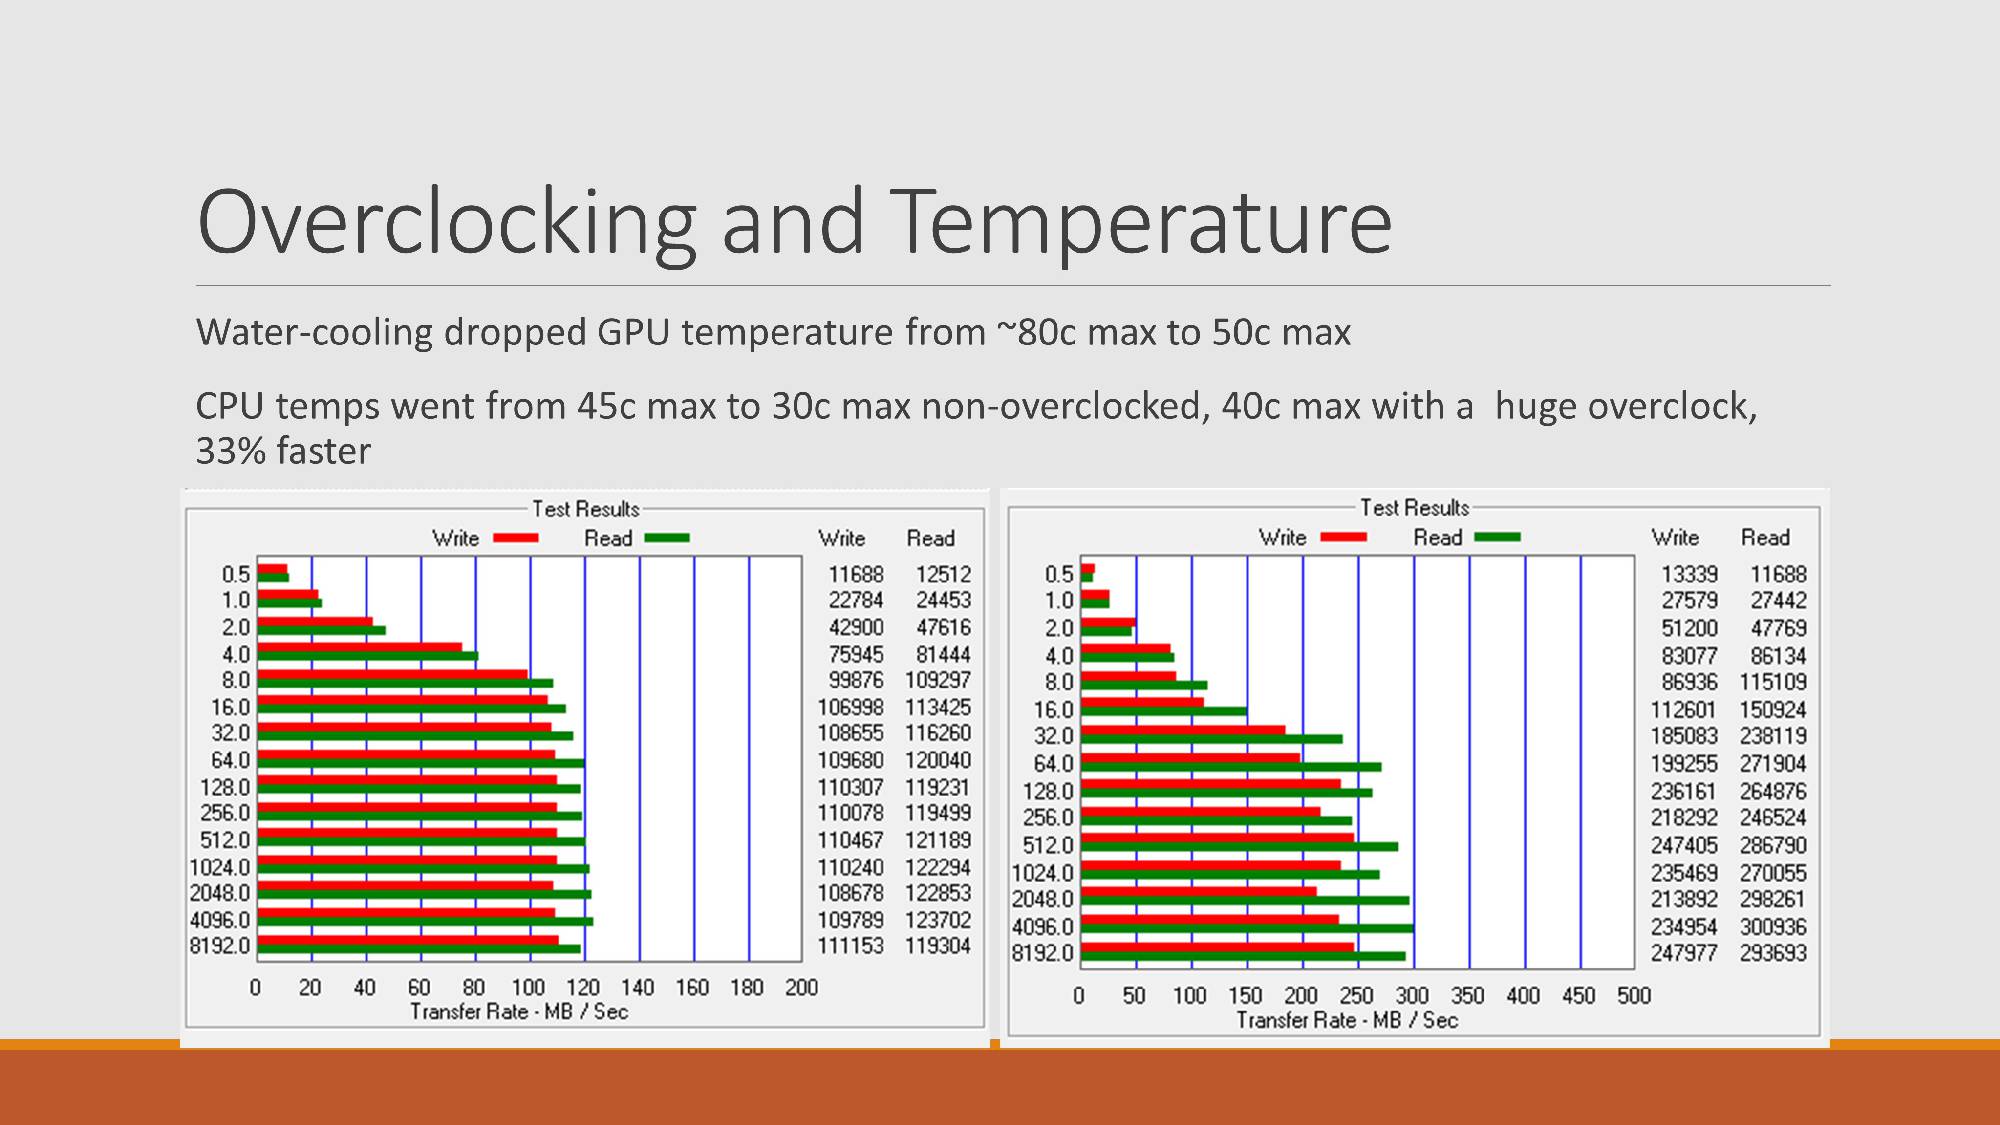 Overclocking and Temperature
Water-cooling dropped GPU temperature from ~80c max to 50c max
CPU temps went from 45c max to 30c max non-overclocked, 40c max with a  huge overclock,
33% faster
Test Results
Write Read Write Read
0.5 11688 12512
1.0 22784 24453
2.0 42900 47616
4.0 75945 81444
8.0 99876 109297
16.0 106998 113425
32.0 108655 116260
64.0 109680 120040
128.0 110307 119231
256.0 110078 119499
512.0 110467 121189
1024.0 110240 122294
2048.0 108678 122853
4096.0 109789 123702
8192.0 111153 119304
0 20 40 60 80 100 120 140 160 180 200
Transfer Rate - MB / Sec
Test Results
Write Read Write Read
0.5 13339 11688
1.0 27579 27442
2.0 51200 47769
4.0 83077 86134
8.0 86936 115109
16.0 112601 150924
32.0 185083 238119
64.0 199255 271904
128.0 236161 264876
256.0 218292 246524
512.0 247405 286790
1024.0 235469 270055
2048.0 213892 298261
4096.0 234954 300936
8192.0 247977 293693
0 50 100 150 200 250 300 350 400 450 500
Transfer Rate - MB / Sec